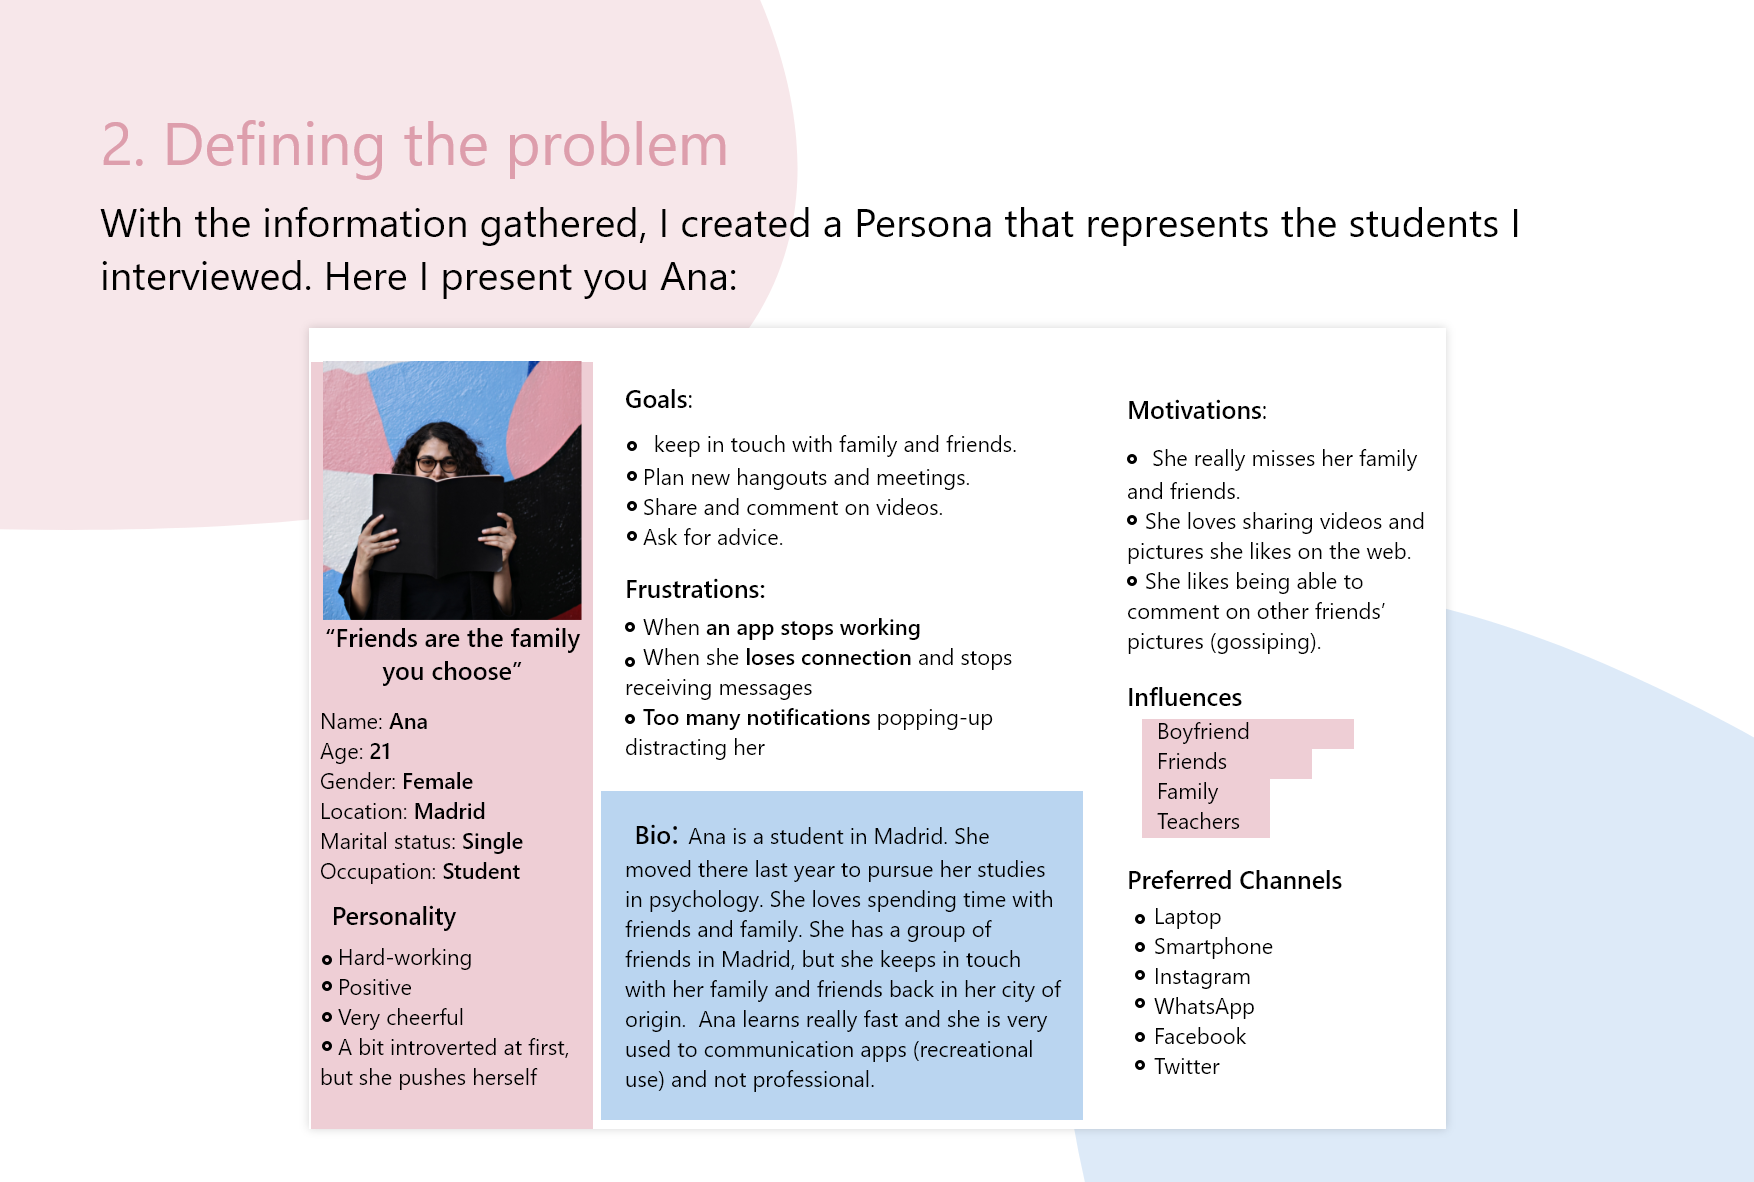 2. Defining the problem
With the information gathered, I created a Persona that represents the students I
interviewed. Here I present you Ana:
“Friends are the family
you choose”
Name: Ana
Age: 21
Gender: Female
Location: Madrid
Marital status: Single
Occupation: Student
Personality
Hard-working
Positive
Very cheerful
A bit introverted at first,
but she pushes herself
Goals:
keep in touch with family and friends.
Plan new hangouts and meetings.
Share and comment on videos.
Ask for advice.
Frustrations:
When an app stops working
When she loses connection and stops
receiving messages
Too many notifications popping-up
distracting her
Bio: Ana is a student in Madrid. She
moved there last year to pursue her studies
in psychology. She loves spending time with
friends and family. She has a group of
friends in Madrid, but she keeps in touch
with her family and friends back in her city of
origin. Ana learns really fast and she is very
used to communication apps (recreational
use) and not professional.
Motivations:
She really misses her family
and friends.
She loves sharing videos and
pictures she likes on the web.
She likes being able to
comment on other friends’
pictures (gossiping).
Influences
Boyfriend
Friends
Family
Teachers
Preferred Channels
Laptop
Smartphone
Instagram
WhatsApp
Facebook
Twitter